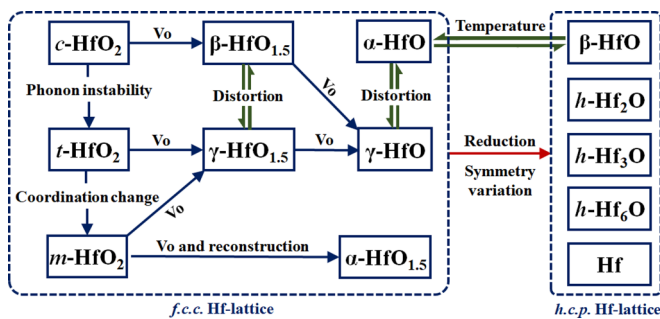 c-HfO₂
Vo
β-HfO₁.₅
α-HfO
Temperature
β-HfO
Phonon instability
Distortion
Vo
Distortion
h-Hf₂O
t-HfO₂
Vo
γ-HfO₁.₅
Vo
γ-HfO
Reduction
Symmetry
variation
h-Hf₃O
Coordination change
Vo
h-Hf₆O
m-HfO₂
Vo and reconstruction
α-HfO₁.₅
Hf
f.c.c. Hf-lattice
h.c.p. Hf-lattice